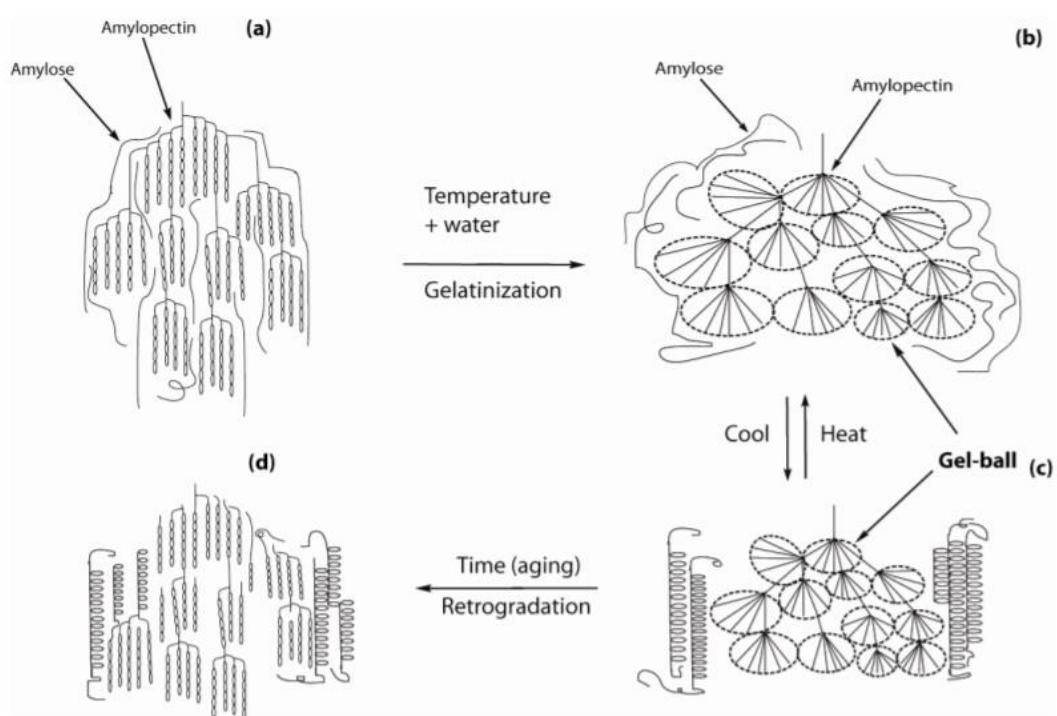 Amylopectin
(a)
Amylose
(b)
Amylose
Amylopectin
Temperature
+ water
Gelatinization
Cool
Heat
(d)
Gel-ball
(c)
Time (aging)
Retrogradation